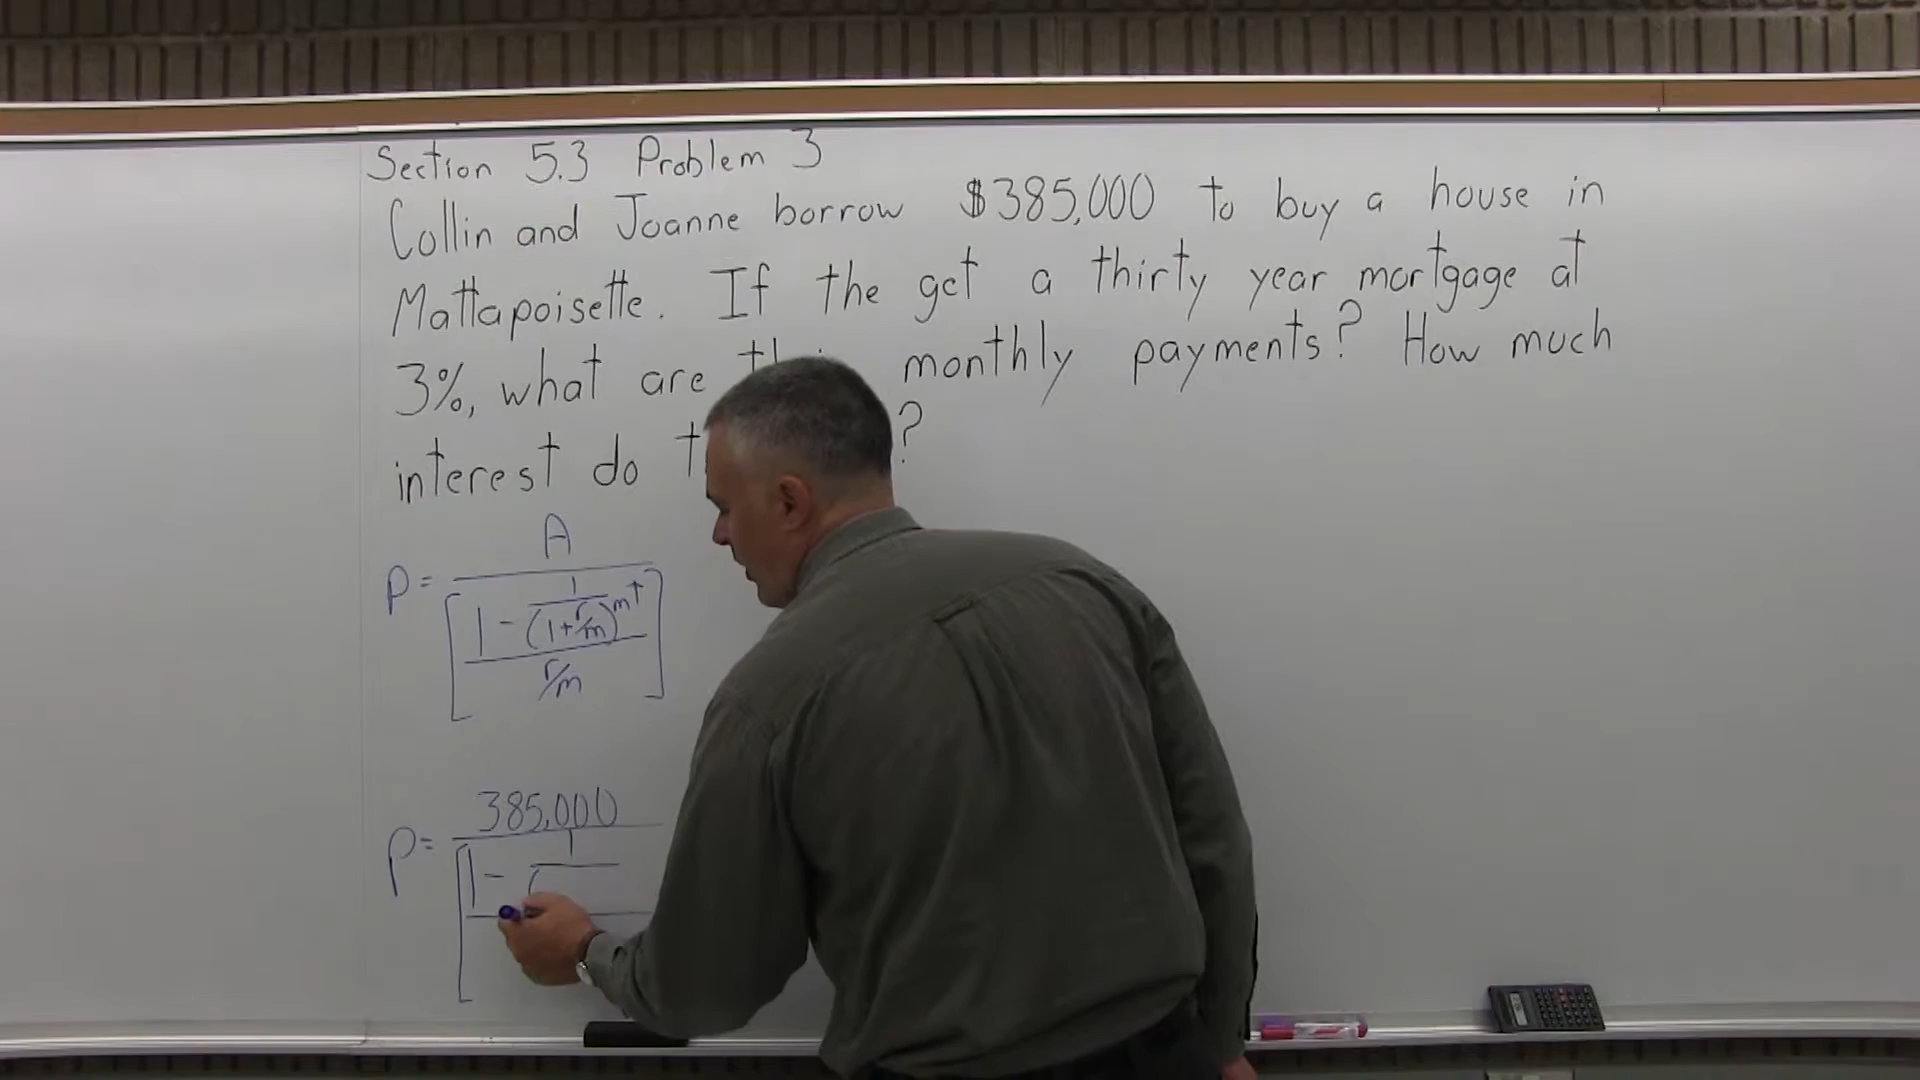 Section 5.3 Problem 3
Collin and Joanne borrow $385,000 to buy a house in
Mattapoisette. If the get a thirty year mortgage at
3%, what are monthly payments? How much
interest do ?
P = A
[ 1 - 1
(1+r/m)^mt ]
r/m
P = 385,000
[ 1 - 1
(